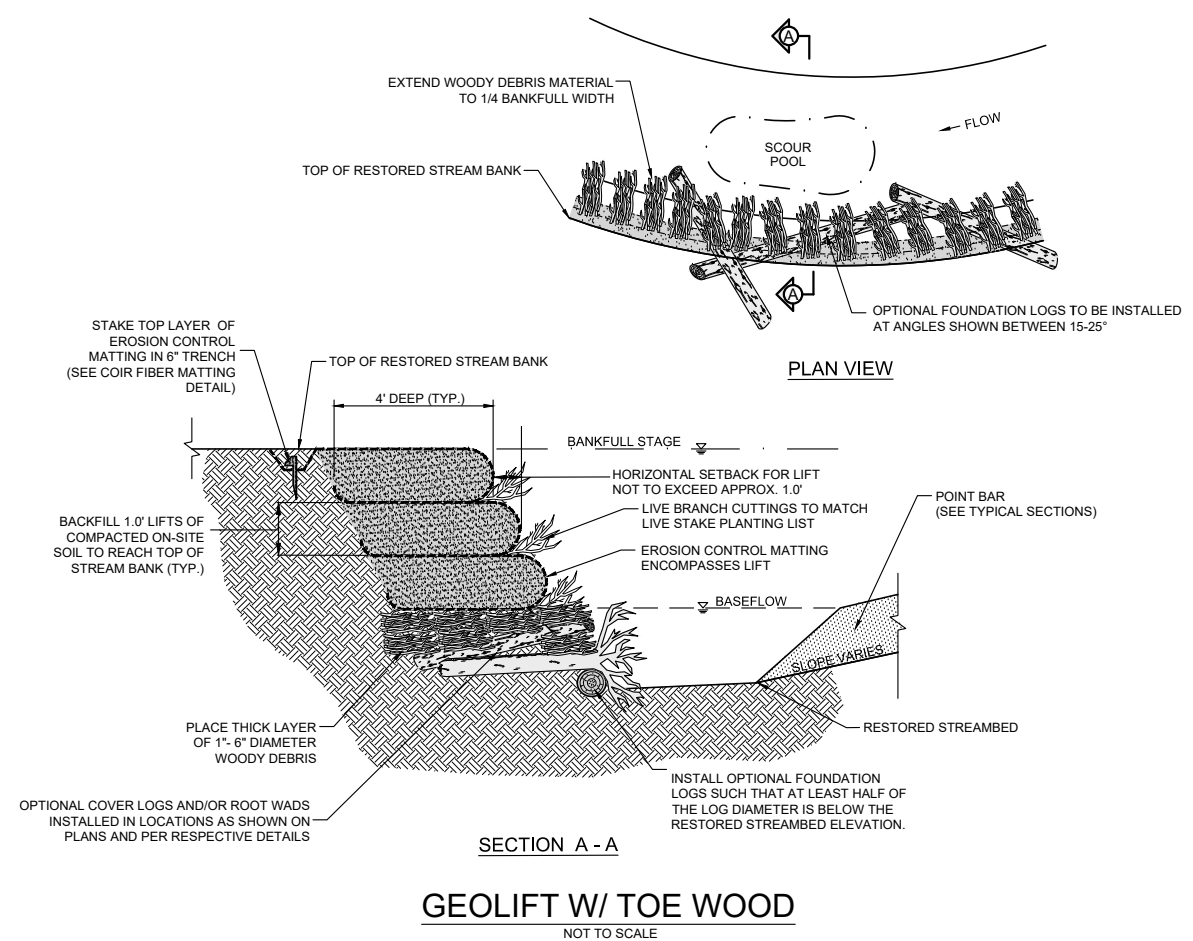 A
EXTEND WOODY DEBRIS MATERIAL
TO 1/4 BANKFULL WIDTH
FLOW
SCOUR
POOL
TOP OF RESTORED STREAM BANK
A
OPTIONAL FOUNDATION LOGS TO BE INSTALLED
AT ANGLES SHOWN BETWEEN 15-25°
PLAN VIEW
STAKE TOP LAYER OF
EROSION CONTROL
MATTING IN 6" TRENCH
(SEE COIR FIBER MATTING
DETAIL)
TOP OF RESTORED STREAM BANK
4' DEEP (TYP.)
BANKFULL STAGE
HORIZONTAL SETBACK FOR LIFT
NOT TO EXCEED APPROX. 1.0'
LIVE BRANCH CUTTINGS TO MATCH
LIVE STAKE PLANTING LIST
POINT BAR
(SEE TYPICAL SECTIONS)
BACKFILL 1.0' LIFTS OF
COMPACTED ON-SITE
SOIL TO REACH TOP OF
STREAM BANK (TYP.)
EROSION CONTROL MATTING
ENCOMPASSES LIFT
BASEFLOW
SLOPE VARIES
PLACE THICK LAYER
OF 1"- 6" DIAMETER
WOODY DEBRIS
RESTORED STREAMBED
INSTALL OPTIONAL FOUNDATION
LOGS SUCH THAT AT LEAST HALF OF
THE LOG DIAMETER IS BELOW THE
RESTORED STREAMBED ELEVATION.
OPTIONAL COVER LOGS AND/OR ROOT WADS
INSTALLED IN LOCATIONS AS SHOWN ON
PLANS AND PER RESPECTIVE DETAILS
SECTION A - A
GEOLIFT W/ TOE WOOD
NOT TO SCALE